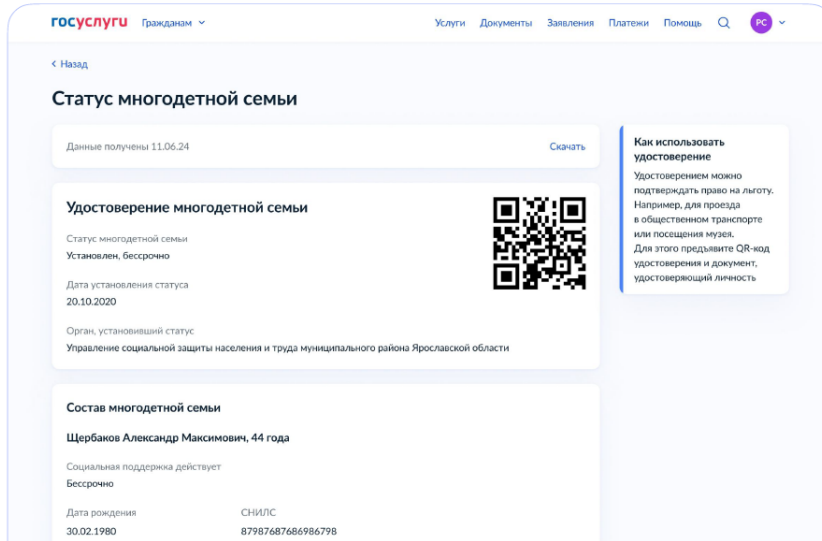 госуслуги Гражданам Услуги Документы Заявления Платежи Помощь РС
Назад
Статус многодетной семьи
Данные получены 11.06.24 Скачать
Удостоверение многодетной семьи
Статус многодетной семьи
Установлен, бессрочно
Дата установления статуса
20.10.2020
Орган, установивший статус
Управление социальной защиты населения и труда муниципального района Ярославской области
Состав многодетной семьи
Щербаков Александр Максимович, 44 года
Социальная поддержка действует
Бессрочно
Дата рождения СНИЛС
30.02.1980 87987687686986798
Как использовать
удостоверение
Удостоверением можно
подтверждать право на льготу.
Например, для проезда
в общественном транспорте
или посещения музея.
Для этого предъявите QR-код
удостоверения и документ,
удостоверяющий личность